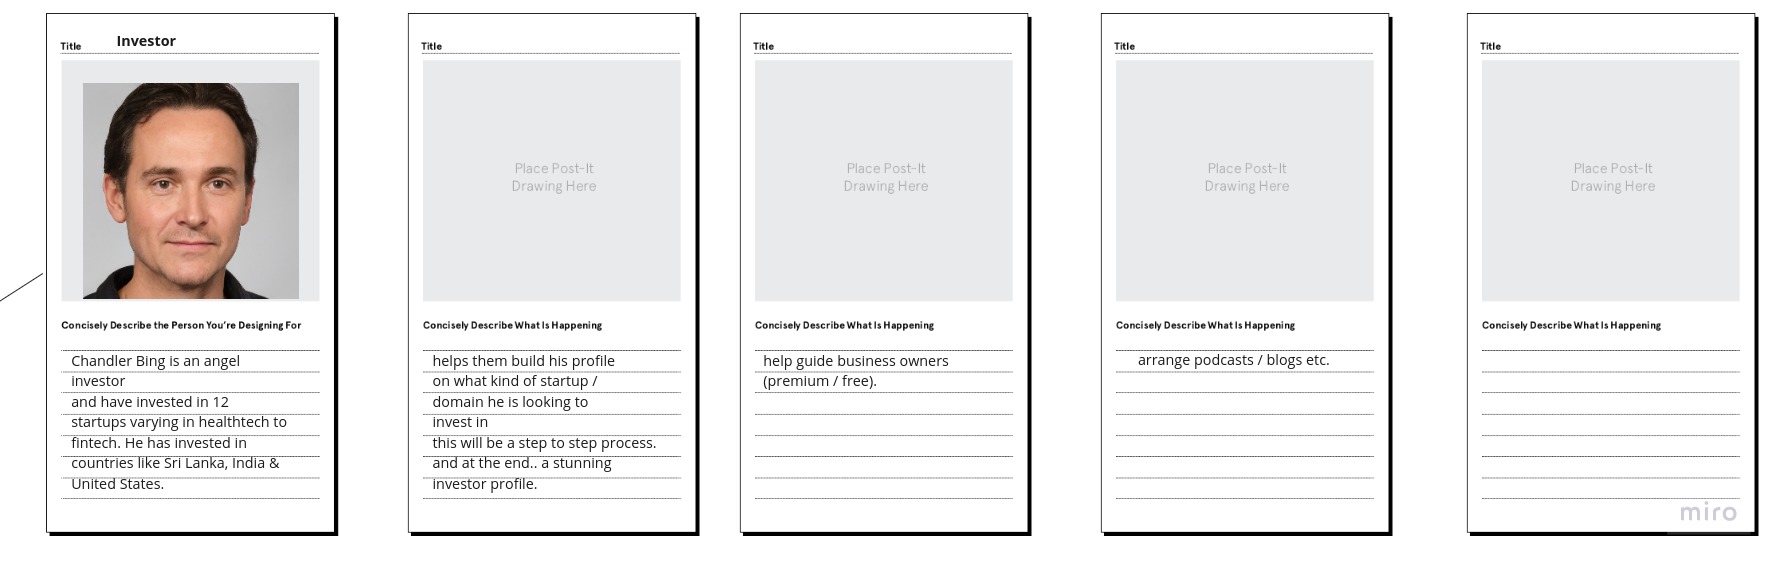 Title Investor
Concisely Describe the Person You're Designing For
Chandler Bing is an angel
investor
and have invested in 12
startups varying in healthtech to
fintech. He has invested in
countries like Sri Lanka, India &
United States.
Title
Place Post-It
Drawing Here
Concisely Describe What Is Happening
helps them build his profile
on what kind of startup /
domain he is looking to
invest in
this will be a step to step process.
and at the end.. a stunning
investor profile.
Title
Place Post-It
Drawing Here
Concisely Describe What Is Happening
help guide business owners
(premium / free).
Title
Place Post-It
Drawing Here
Concisely Describe What Is Happening
arrange podcasts / blogs etc.
Title
Place Post-It
Drawing Here
Concisely Describe What Is Happening
miro